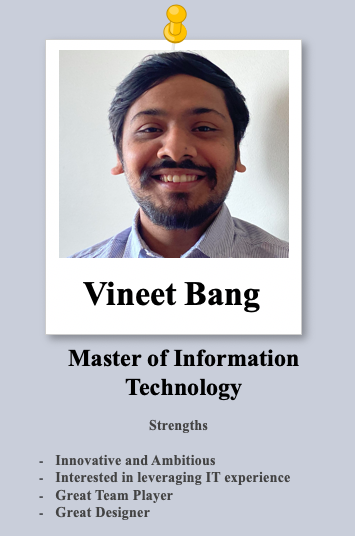 Vineet Bang
Master of Information
Technology
Strengths
- Innovative and Ambitious
- Interested in leveraging IT experience
- Great Team Player
- Great Designer